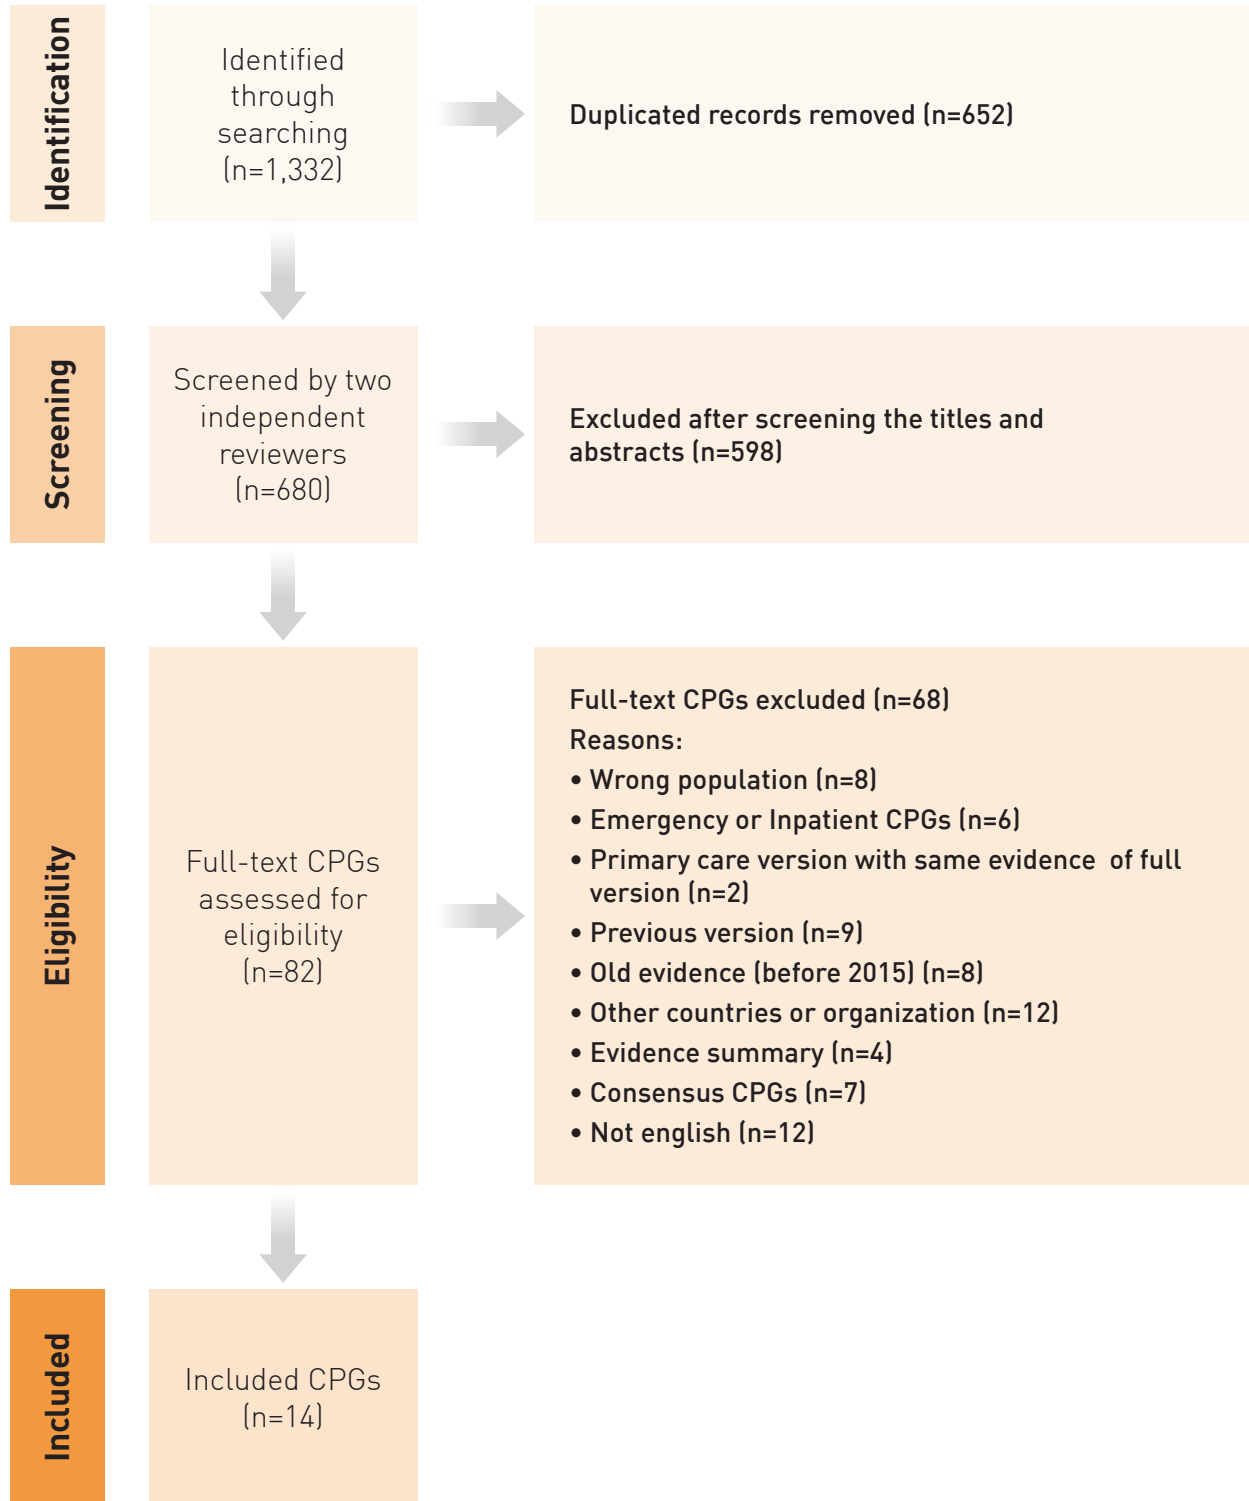 Identification
Identified
through
searching
(n=1,332)
Duplicated records removed (n=652)
Screening
Screened by two
independent
reviewers
(n=680)
Excluded after screening the titles and
abstracts (n=598)
Eligibility
Full-text CPGs
assessed for
eligibility
(n=82)
Full-text CPGs excluded (n=68)
Reasons:
• Wrong population (n=8)
• Emergency or Inpatient CPGs (n=6)
• Primary care version with same evidence  of full
version (n=2)
• Previous version (n=9)
• Old evidence (before 2015) (n=8)
• Other countries or organization (n=12)
• Evidence summary (n=4)
• Consensus CPGs (n=7)
• Not english (n=12)
Included
Included CPGs
(n=14)